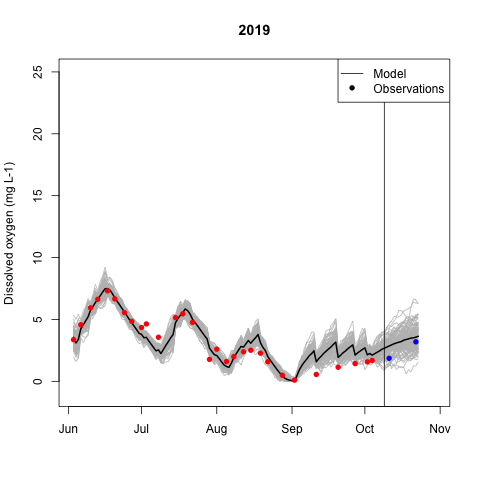 2019
Model
Observations
Dissolved oxygen (mg L-1)
25
20
15
10
5
0
Jun Jul Aug Sep Oct Nov